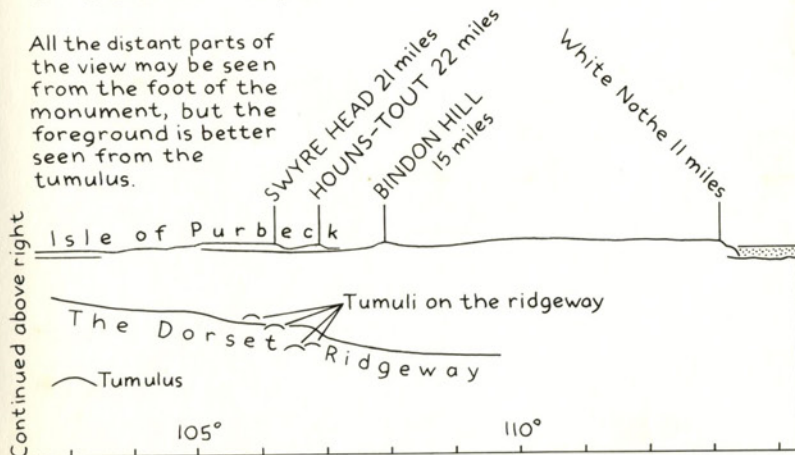 All the distant parts of
the view may be seen
from the foot of the
monument, but the
foreground is better
seen from the
tumulus.
SWYRE HEAD 21 miles
HOUNS-TOUT 22 miles
BINDON HILL
15 miles
White Nothe 11 miles
Continued above right
Isle of Purbeck
Tumuli on the ridgeway
The Dorset Ridgeway
Tumulus
105°
110°